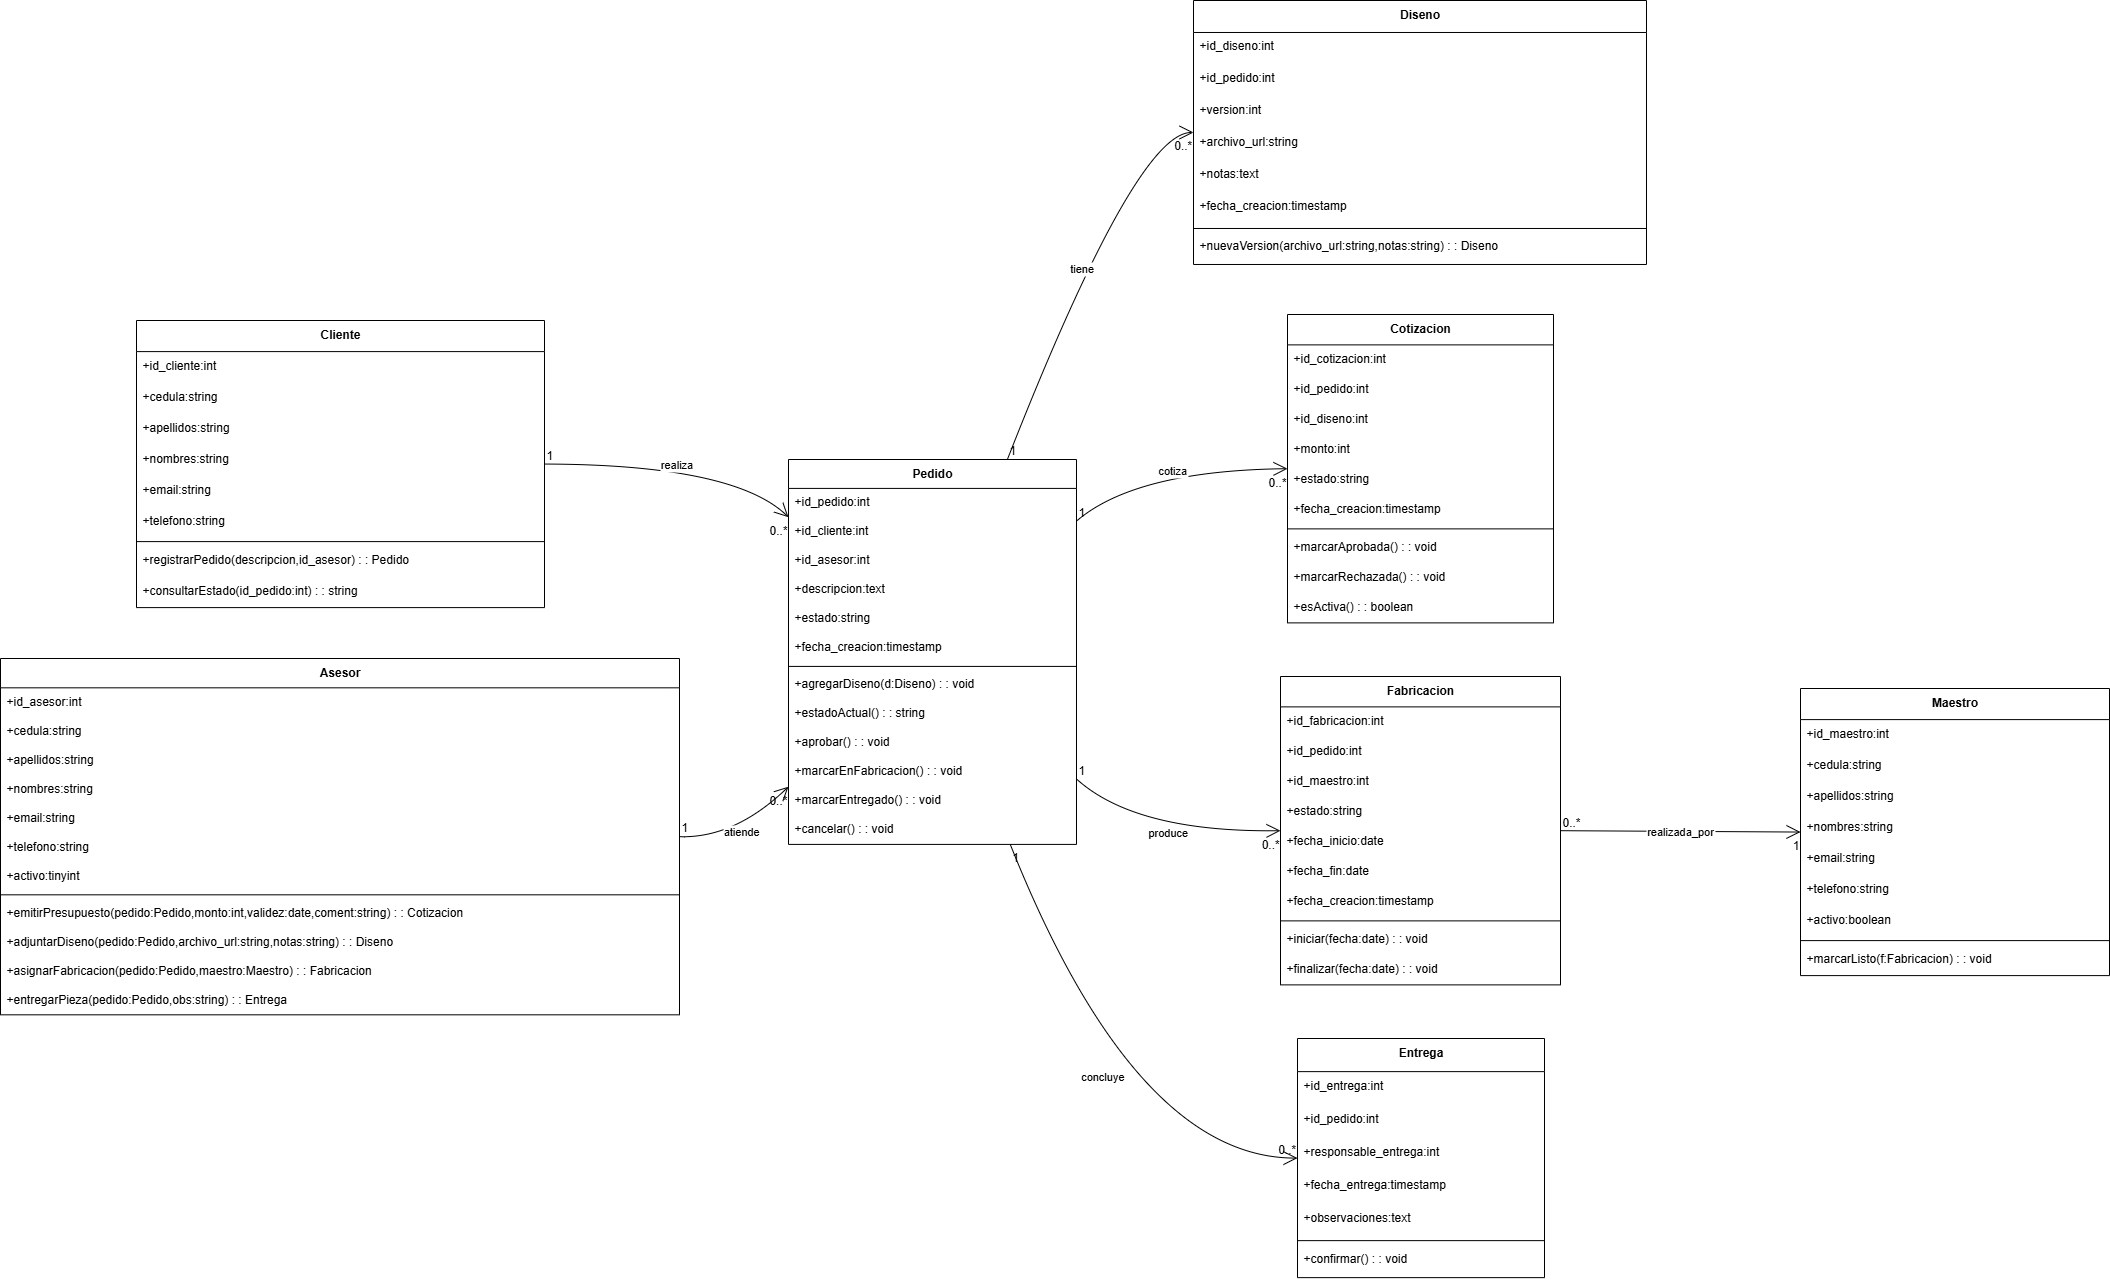 Diseno
+id_diseno:int
+id_pedido:int
+version:int
+archivo_url:string
+notas:text
+fecha_creacion:timestamp
+nuevaVersion(archivo_url:string,notas:string) : : Diseno
0..*
tiene
1
Cliente
+id_cliente:int
+cedula:string
+apellidos:string
+nombres:string
+email:string
+telefono:string
+registrarPedido(descripcion,id_asesor) : : Pedido
+consultarEstado(id_pedido:int) : : string
1
realiza
0..*
Cotizacion
+id_cotizacion:int
+id_pedido:int
+id_diseno:int
+monto:int
+estado:string
+fecha_creacion:timestamp
+marcarAprobada() : : void
+marcarRechazada() : : void
+esActiva() : : boolean
1
cotiza
0..*
Pedido
+id_pedido:int
+id_cliente:int
+id_asesor:int
+descripcion:text
+estado:string
+fecha_creacion:timestamp
+agregarDiseno(d:Diseno) : : void
+estadoActual() : : string
+aprobar() : : void
+marcarEnFabricacion() : : void
+marcarEntregado() : : void
+cancelar() : : void
Asesor
+id_asesor:int
+cedula:string
+apellidos:string
+nombres:string
+email:string
+telefono:string
+activo:tinyint
+emitirPresupuesto(pedido:Pedido,monto:int,validez:date,coment:string) : : Cotizacion
+adjuntarDiseno(pedido:Pedido,archivo_url:string,notas:string) : : Diseno
+asignarFabricacion(pedido:Pedido,maestro:Maestro) : : Fabricacion
+entregarPieza(pedido:Pedido,obs:string) : : Entrega
1
atiende
0..*
Fabricacion
+id_fabricacion:int
+id_pedido:int
+id_maestro:int
+estado:string
+fecha_inicio:date
+fecha_fin:date
+fecha_creacion:timestamp
+iniciar(fecha:date) : : void
+finalizar(fecha:date) : : void
1
produce
0..*
Maestro
+id_maestro:int
+cedula:string
+apellidos:string
+nombres:string
+email:string
+telefono:string
+activo:boolean
+marcarListo(f:Fabricacion) : : void
0..*
realizada_por
1
1
concluye
0..*
Entrega
+id_entrega:int
+id_pedido:int
+responsable_entrega:int
+fecha_entrega:timestamp
+observaciones:text
+confirmar() : : void